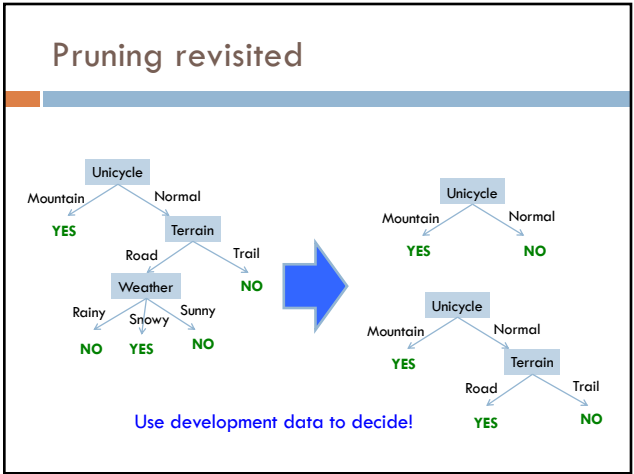 Pruning revisited
Unicycle
Mountain Normal
YES
Terrain
Road Trail
Weather
NO
Rainy Snowy Sunny
NO YES NO
Unicycle
Mountain Normal
YES NO
Unicycle
Mountain Normal
YES
Terrain
Road Trail
YES NO
Use development data to decide!